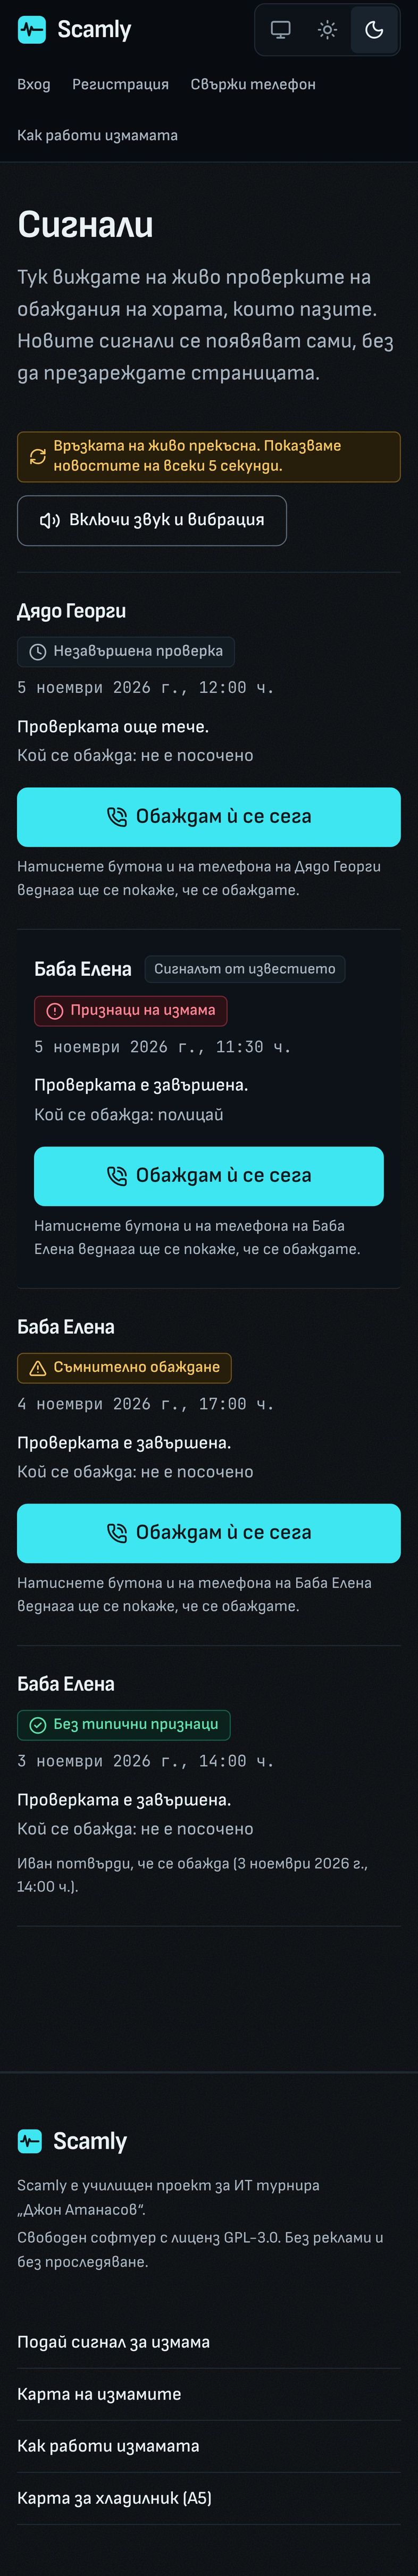 Scamly
Вход Регистрация Свържи телефон
Как работи измамата
Сигнали
Тук виждате на живо проверките на
обаждания на хората, които пазите.
Новите сигнали се появяват сами, без
да презареждате страницата.
Връзката на живо прекъсна. Показваме
новостите на всеки 5 секунди.
Включи звук и вибрация
Дядо Георги
Незавършена проверка
5 ноември 2026 г., 12:00 ч.
Проверката още тече.
Кой се обажда: не е посочено
Обаждам ѝ се сега
Натиснете бутона и на телефона на Дядо Георги
веднага ще се покаже, че се обаждате.
Баба Елена Сигналът от известието
Признаци на измама
5 ноември 2026 г., 11:30 ч.
Проверката е завършена.
Кой се обажда: полицай
Обаждам ѝ се сега
Натиснете бутона и на телефона на Баба
Елена веднага ще се покаже, че се обаждате.
Баба Елена
Съмнително обаждане
4 ноември 2026 г., 17:00 ч.
Проверката е завършена.
Кой се обажда: не е посочено
Обаждам ѝ се сега
Натиснете бутона и на телефона на Баба Елена
веднага ще се покаже, че се обаждате.
Баба Елена
Без типични признаци
3 ноември 2026 г., 14:00 ч.
Проверката е завършена.
Кой се обажда: не е посочено
Иван потвърди, че се обажда (3 ноември 2026 г.,
14:00 ч.).
Scamly
Scamly е училищен проект за ИТ турнира
„Джон Атанасов“.
Свободен софтуер с лиценз GPL-3.0. Без реклами и
без проследяване.
Подай сигнал за измама
Карта на измамите
Как работи измамата
Карта за хладилник (А5)